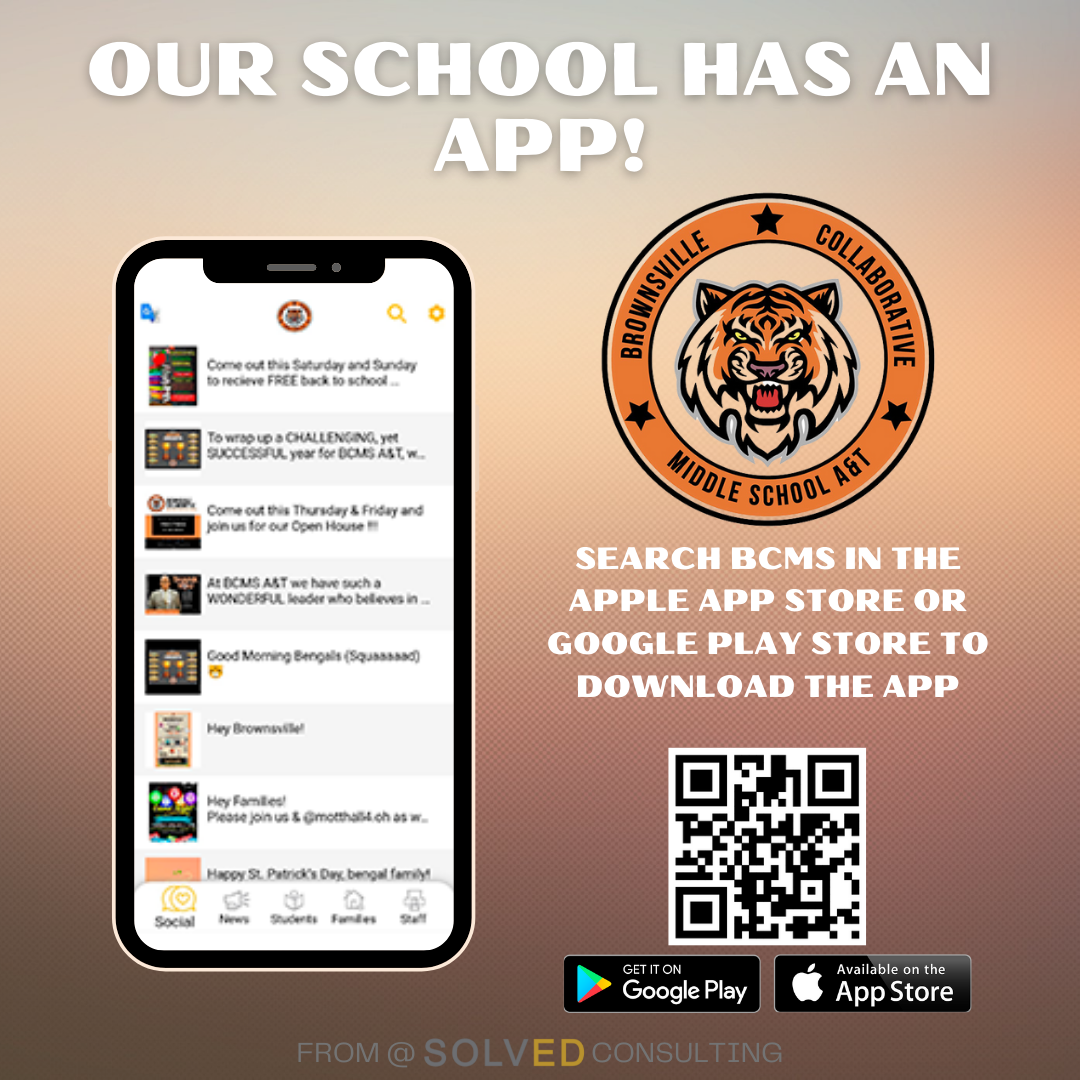 OUR SCHOOL HAS AN
APP!
Come out this Saturday and Sunday
to recieve FREE back to school ...
To wrap up a CHALLENGING, yet
SUCCESSFUL year for BCMS A&T, w...
Come out this Thursday & Friday and
join us for our Open House !!!
At BCMS A&T we have such a
WONDERFUL leader who believes in ...
Good Morning Bengals (Squaaaaad)
Hey Brownsville!
Hey Families!
Please join us & @motthall4.oh as w...
Happy St. Patrick's Day, bengal family!
Social
News
Students
Families
Staff
BROWNSVILLE
COLLABORATIVE
MIDDLE SCHOOL A&T
SEARCH BCMS IN THE
APPLE APP STORE OR
GOOGLE PLAY STORE TO
DOWNLOAD THE APP
GET IT ON
Google Play
Available on the
App Store
FROM @ SOLVED CONSULTING